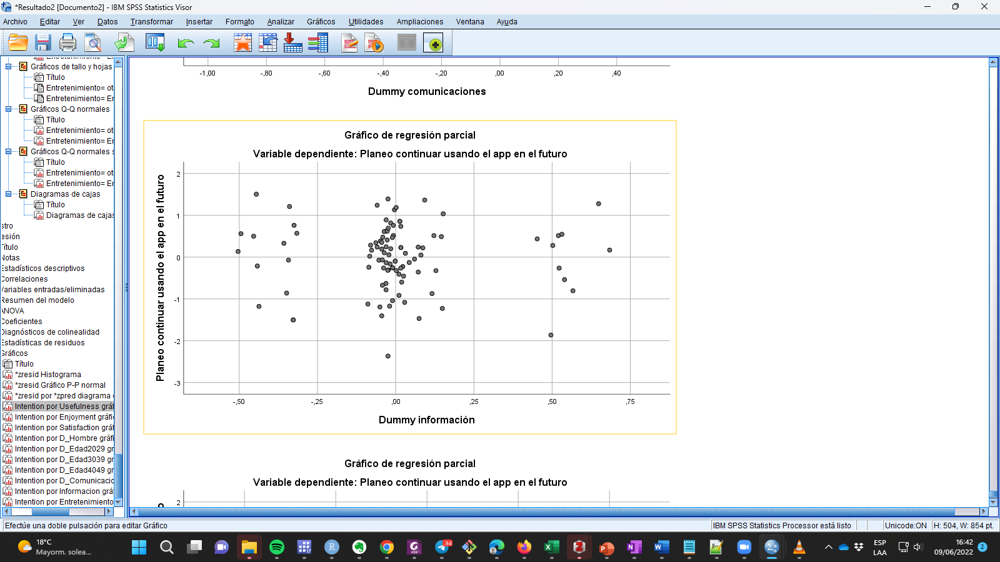 *Resultado2 [Documento2] - IBM SPSS Statistics Visor
Archivo Editar Ver Datos Transformar Insertar Formato Analizar Gráficos Utilidades Ampliaciones Ventana Ayuda
Gráficos de tallo y hojas
Título
Entretenimiento= ot
Entretenimiento= Er
Gráficos Q-Q normales
Título
Entretenimiento= ot
Entretenimiento= Er
Gráficos Q-Q normales s
Título
Entretenimiento= ot
Entretenimiento= Er
Diagramas de cajas
Título
Diagramas de cajas
stro
esión
Título
Notas
Estadísticos descriptivos
Correlaciones
Variables entradas/eliminadas
Resumen del modelo
ANOVA
Coeficientes
Diagnósticos de colinealidad
Estadísticas de residuos
Gráficos
Título
*zresid Histograma
*zresid Gráfico P-P normal
*zresid por *zpred diagrama
Intention por Usefulness gráf
Intention por Enjoyment gráfi
Intention por Satisfaction gráf
Intention por D_Hombre gráfi
Intention por D_Edad2029 gr
Intention por D_Edad3039 gr
Intention por D_Edad4049 gr
Intention por D_Comunicacio
Intention por Informacion grá
Intention por Entretenimiento
-1,00 -,80 -,60 -,40 -,20 ,00 ,20 ,40
Dummy comunicaciones
Gráfico de regresión parcial
Variable dependiente: Planeo continuar usando el app en el futuro
Planeo continuar usando el app en el futuro
2
1
0
-1
-2
-3
-,50 -,25 ,00 ,25 ,50 ,75
Dummy información
Gráfico de regresión parcial
Variable dependiente: Planeo continuar usando el app en el futuro
2
Efectúe una doble pulsación para editar Gráfico
IBM SPSS Statistics Processor está listo
Unicode:ON
H: 504, W: 854 pt.
18°C
Mayorm. solea...
17
94
ESP
LAA
16:42
09/06/2022
2